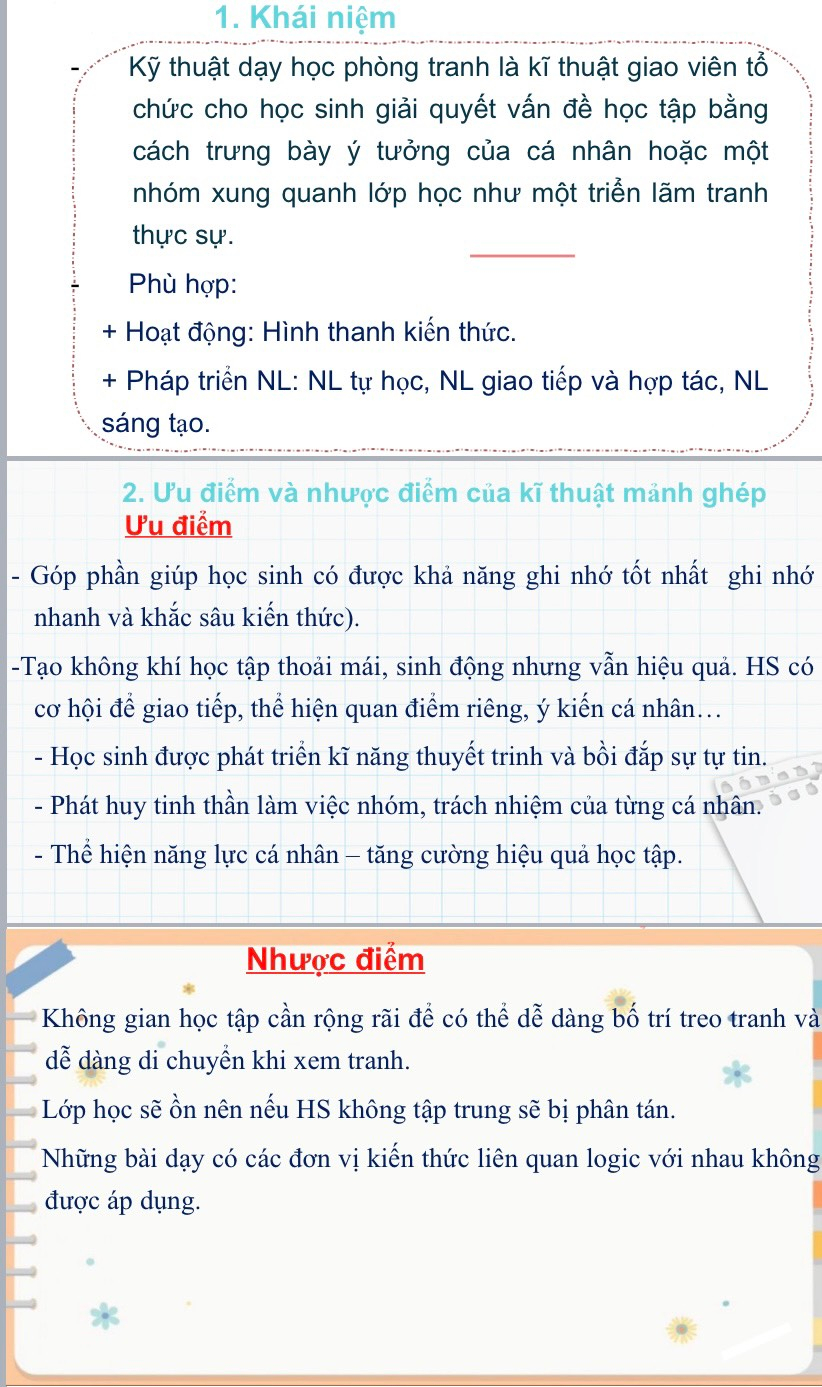 1. Khái niệm
- Kỹ thuật dạy học phòng tranh là kĩ thuật giao viên tổ
chức cho học sinh giải quyết vấn đề học tập bằng
cách trưng bày ý tưởng của cá nhân hoặc một
nhóm xung quanh lớp học như một triển lãm tranh
thực sự.
- Phù hợp:
+ Hoạt động: Hình thanh kiến thức.
+ Pháp triển NL: NL tự học, NL giao tiếp và hợp tác, NL
sáng tạo.
2. Ưu điểm và nhược điểm của kĩ thuật mảnh ghép
Ưu điểm
- Góp phần giúp học sinh có được khả năng ghi nhớ tốt nhất ghi nhớ
nhanh và khắc sâu kiến thức).
-Tạo không khí học tập thoải mái, sinh động nhưng vẫn hiệu quả. HS có
cơ hội để giao tiếp, thể hiện quan điểm riêng, ý kiến cá nhân…
- Học sinh được phát triển kĩ năng thuyết trinh và bồi đắp sự tự tin.
- Phát huy tinh thần làm việc nhóm, trách nhiệm của từng cá nhân.
- Thể hiện năng lực cá nhân – tăng cường hiệu quả học tập.
Nhược điểm
Không gian học tập cần rộng rãi để có thể dễ dàng bố trí treo tranh và
dễ dàng di chuyển khi xem tranh.
Lớp học sẽ ồn nên nếu HS không tập trung sẽ bị phân tán.
Những bài dạy có các đơn vị kiến thức liên quan logic với nhau không
được áp dụng.